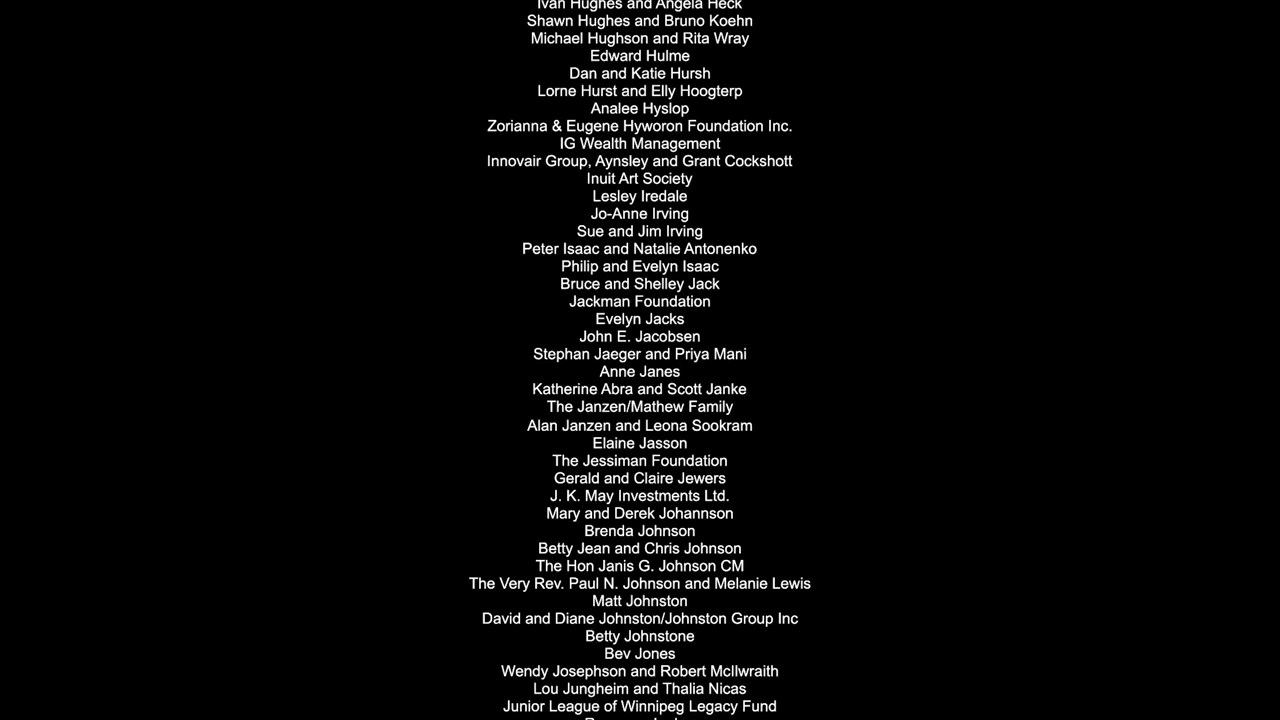 Ivan Hughes and Angela Heck
Shawn Hughes and Bruno Koehn
Michael Hughson and Rita Wray
Edward Hulme
Dan and Katie Hursh
Lorne Hurst and Elly Hoogterp
Analee Hyslop
Zorianna & Eugene Hyworon Foundation Inc.
IG Wealth Management
Innovair Group, Aynsley and Grant Cockshott
Inuit Art Society
Lesley Iredale
Jo-Anne Irving
Sue and Jim Irving
Peter Isaac and Natalie Antonenko
Philip and Evelyn Isaac
Bruce and Shelley Jack
Jackman Foundation
Evelyn Jacks
John E. Jacobsen
Stephan Jaeger and Priya Mani
Anne Janes
Katherine Abra and Scott Janke
The Janzen/Mathew Family
Alan Janzen and Leona Sookram
Elaine Jasson
The Jessiman Foundation
Gerald and Claire Jewers
J. K. May Investments Ltd.
Mary and Derek Johannson
Brenda Johnson
Betty Jean and Chris Johnson
The Hon Janis G. Johnson CM
The Very Rev. Paul N. Johnson and Melanie Lewis
Matt Johnston
David and Diane Johnston/Johnston Group Inc
Betty Johnstone
Bev Jones
Wendy Josephson and Robert McIlwraith
Lou Jungheim and Thalia Nicas
Junior League of Winnipeg Legacy Fund